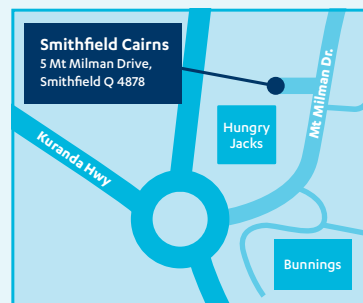 Smithfield Cairns
5 Mt Milman Drive,
Smithfield Q 4878
Mt Milman Dr.
Hungry
Jacks
Kuranda Hwy
Bunnings